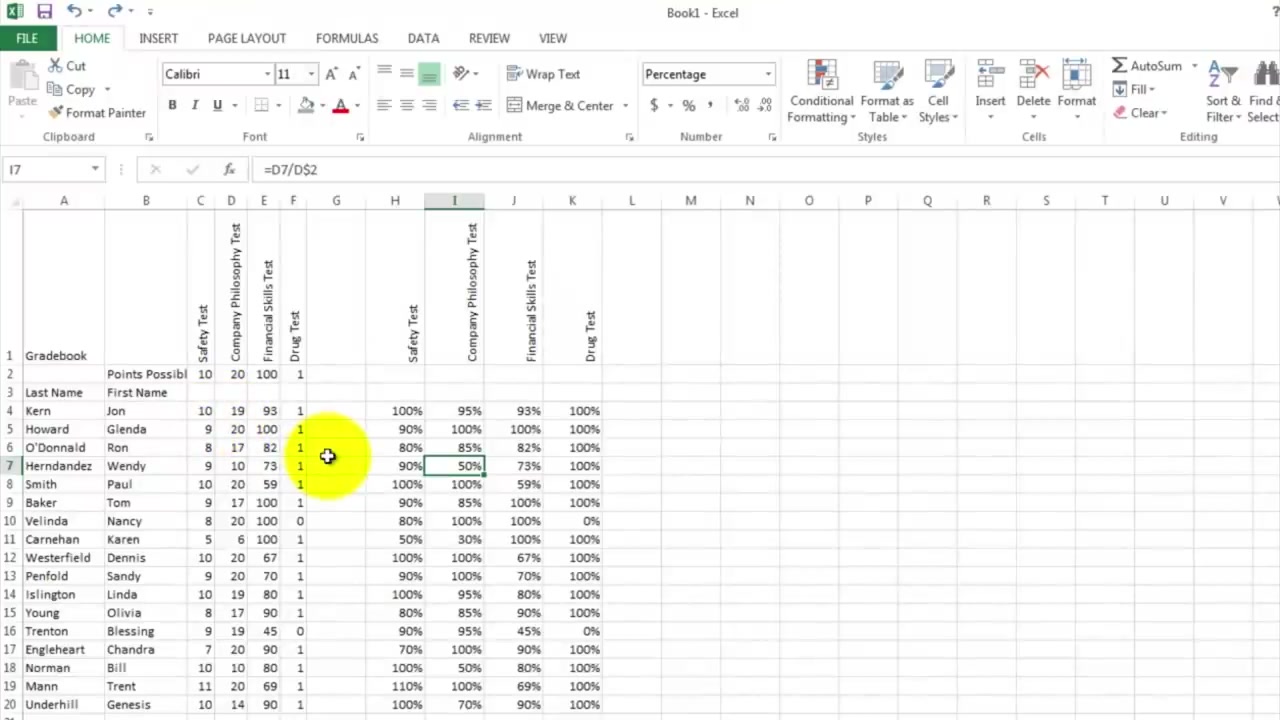 Book1 - Excel ?
FILE HOME INSERT PAGE LAYOUT FORMULAS DATA REVIEW VIEW
Paste Cut Copy Format Painter
Calibri 11 A A B I U A
Wrap Text Merge & Center
Percentage $ % ,
Conditional Formatting Format as Table Cell Styles
Insert Delete Format
AutoSum Fill Clear Sort & Filter Find & Selec
Clipboard Font Alignment Number Styles Cells Editing
I7 fx =D7/D$2
A B C D E F G H I J K L M N O P Q R S T U V
1 Gradebook Safety Test Company Philosophy Test Financial Skills Test Drug Test Safety Test Company Philosophy Test Financial Skills Test Drug Test
2 Points Possibl 10 20 100 1
3 Last Name First Name
4 Kern Jon 10 19 93 1 100% 95% 93% 100%
5 Howard Glenda 9 20 100 1 90% 100% 100% 100%
6 O'Donnald Ron 8 17 82 1 80% 85% 82% 100%
7 Herndandez Wendy 9 10 73 1 90% 50% 73% 100%
8 Smith Paul 10 20 59 1 100% 100% 59% 100%
9 Baker Tom 9 17 100 1 90% 85% 100% 100%
10 Velinda Nancy 8 20 100 0 80% 100% 100% 0%
11 Carnehan Karen 5 6 100 1 50% 30% 100% 100%
12 Westerfield Dennis 10 20 67 1 100% 100% 67% 100%
13 Penfold Sandy 9 20 70 1 90% 100% 70% 100%
14 Islington Linda 10 19 80 1 100% 95% 80% 100%
15 Young Olivia 8 17 90 1 80% 85% 90% 100%
16 Trenton Blessing 9 19 45 0 90% 95% 45% 0%
17 Engleheart Chandra 7 20 90 1 70% 100% 90% 100%
18 Norman Bill 10 10 80 1 100% 50% 80% 100%
19 Mann Trent 11 20 69 1 110% 100% 69% 100%
20 Underhill Genesis 10 14 90 1 100% 70% 90% 100%